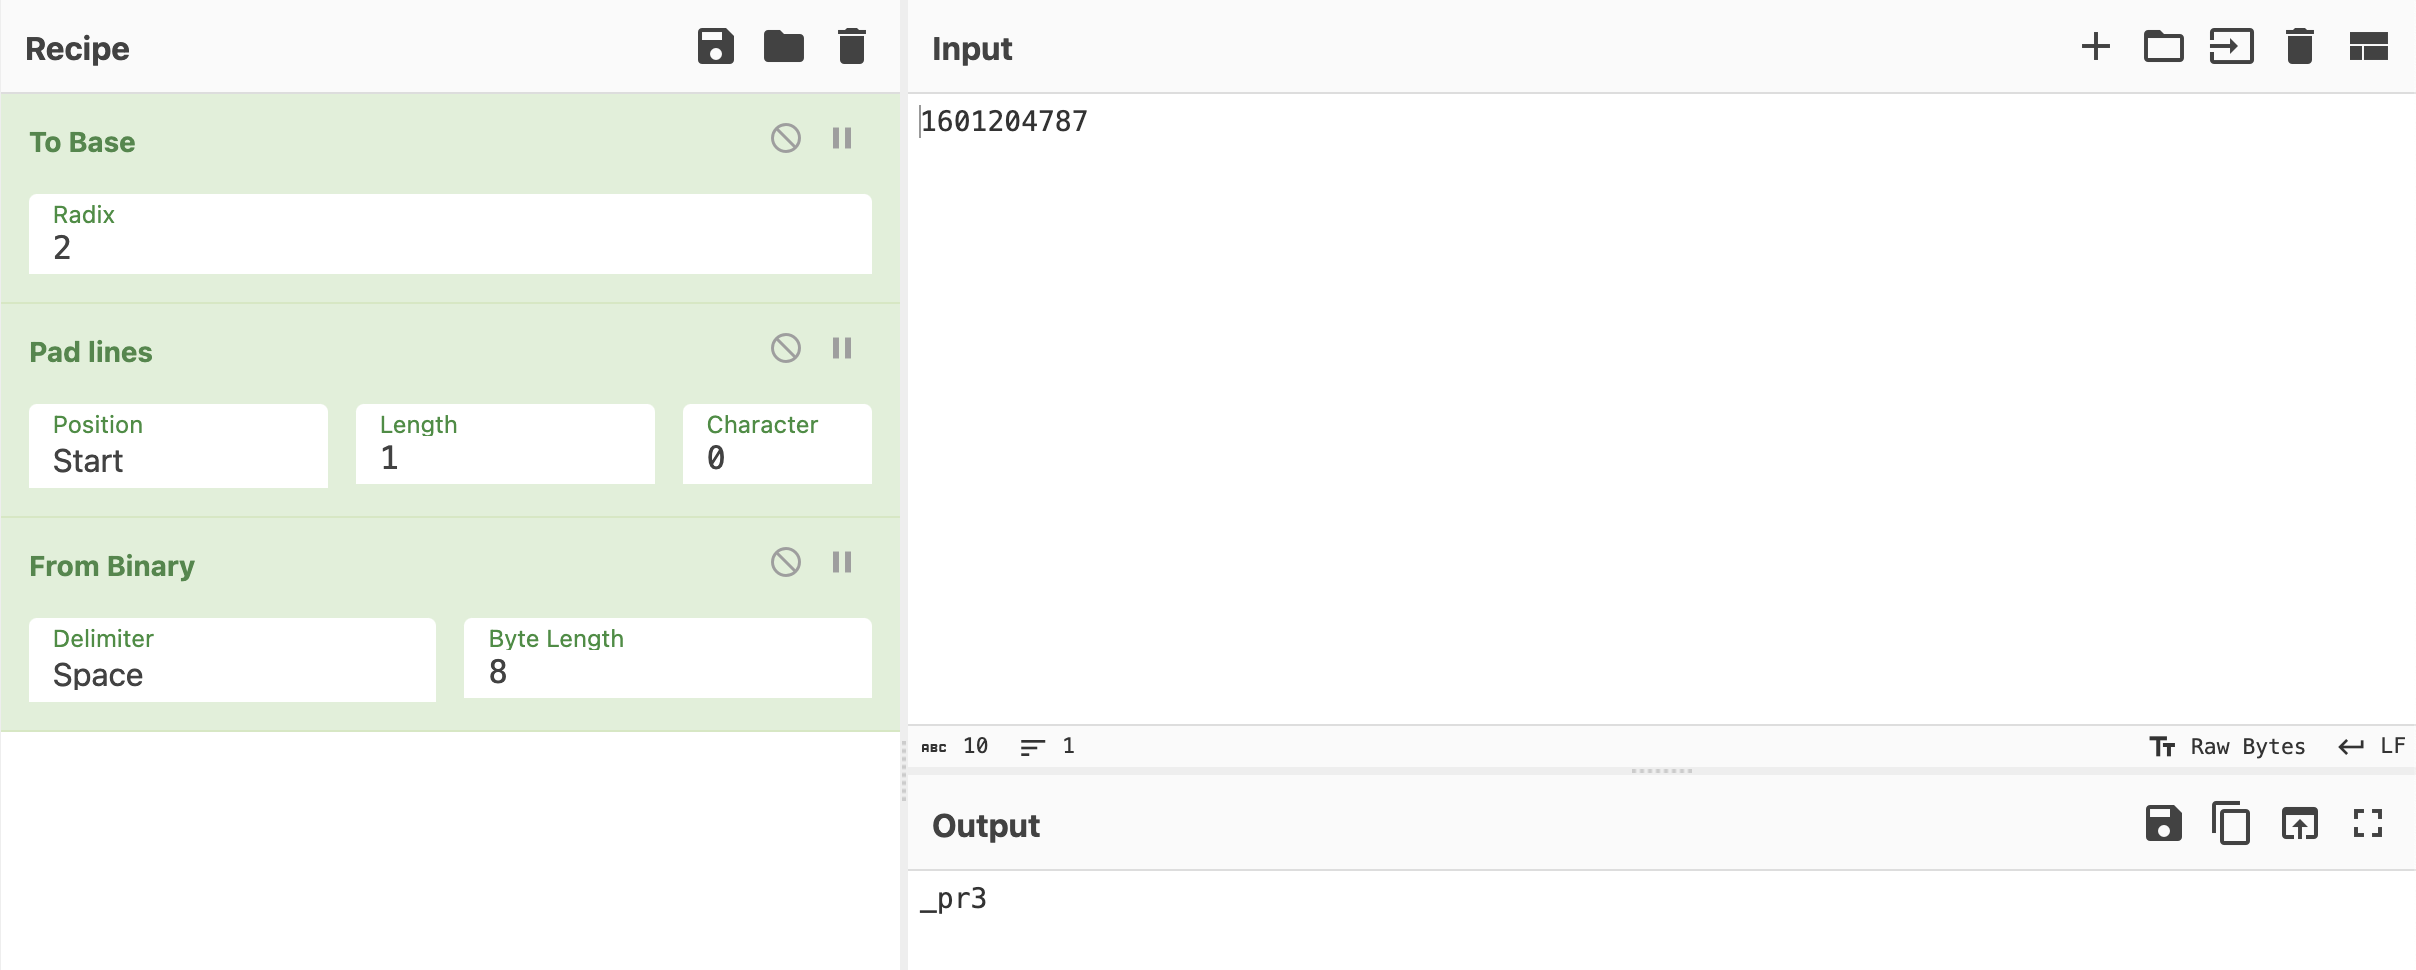 Recipe
To Base
Radix
2
Pad lines
Position
Start
Length
1
Character
0
From Binary
Delimiter
Space
Byte Length
8
Input
1601204787
ABC 10 1
Raw Bytes LF
Output
_pr3